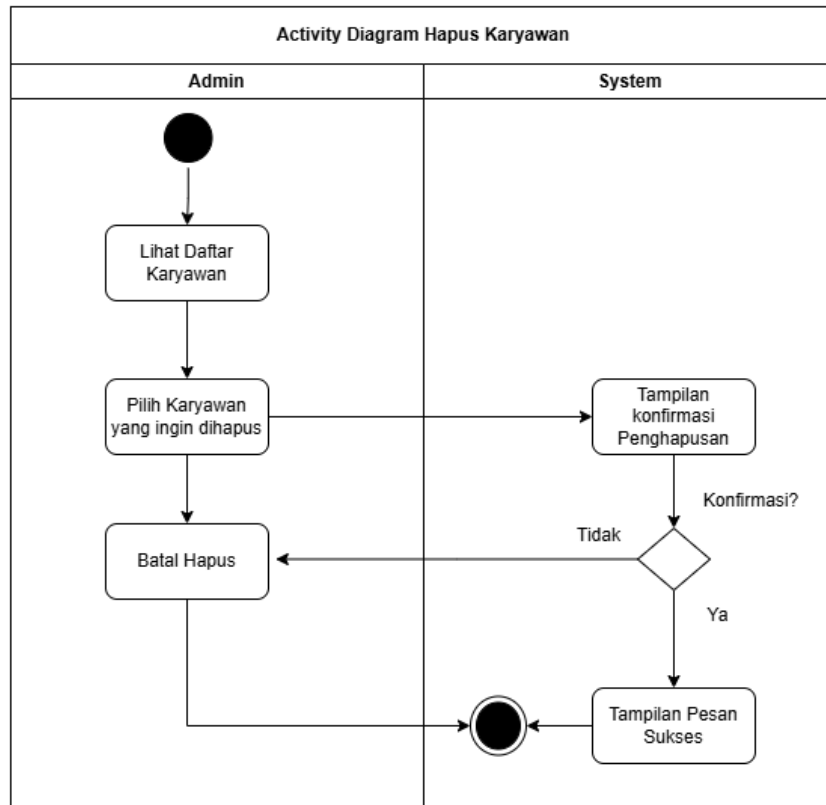 Activity Diagram Hapus Karyawan
Admin
System
Lihat Daftar
Karyawan
Pilih Karyawan
yang ingin dihapus
Tampilan
konfirmasi
Penghapusan
Konfirmasi?
Tidak
Batal Hapus
Ya
Tampilan Pesan
Sukses